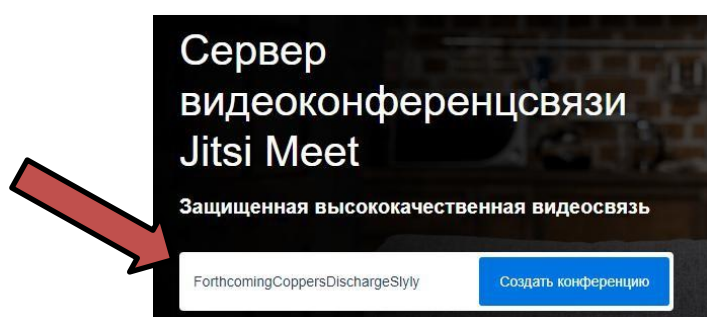 Сервер
видеоконференцсвязи
Jitsi Meet
Защищенная высококачественная видеосвязь
ForthcomingCoppersDischargeSlyly Создать конференцию